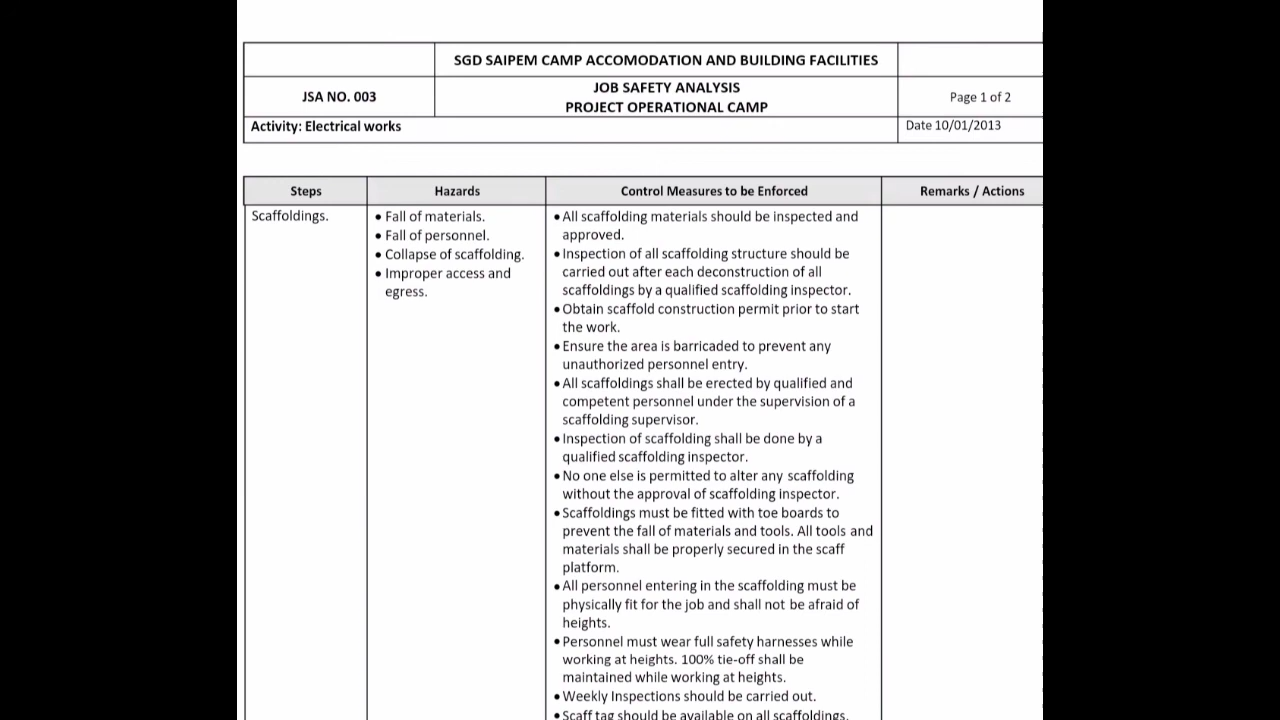 SGD SAIPEM CAMP ACCOMODATION AND BUILDING FACILITIES
JSA NO. 003
JOB SAFETY ANALYSIS
PROJECT OPERATIONAL CAMP
Page 1 of 2
Activity: Electrical works
Date 10/01/2013
Steps
Hazards
Control Measures to be Enforced
Remarks / Actions
Scaffoldings.
• Fall of materials.
• Fall of personnel.
• Collapse of scaffolding.
• Improper access and
egress.
• All scaffolding materials should be inspected and
approved.
• Inspection of all scaffolding structure should be
carried out after each deconstruction of all
scaffoldings by a qualified scaffolding inspector.
• Obtain scaffold construction permit prior to start
the work.
• Ensure the area is barricaded to prevent any
unauthorized personnel entry.
• All scaffoldings shall be erected by qualified and
competent personnel under the supervision of a
scaffolding supervisor.
• Inspection of scaffolding shall be done by a
qualified scaffolding inspector.
• No one else is permitted to alter any scaffolding
without the approval of scaffolding inspector.
• Scaffoldings must be fitted with toe boards to
prevent the fall of materials and tools. All tools and
materials shall be properly secured in the scaff
platform.
• All personnel entering in the scaffolding must be
physically fit for the job and shall not be afraid of
heights.
• Personnel must wear full safety harnesses while
working at heights. 100% tie-off shall be
maintained while working at heights.
• Weekly Inspections should be carried out.
• Scaff tag should be available on all scaffoldings.